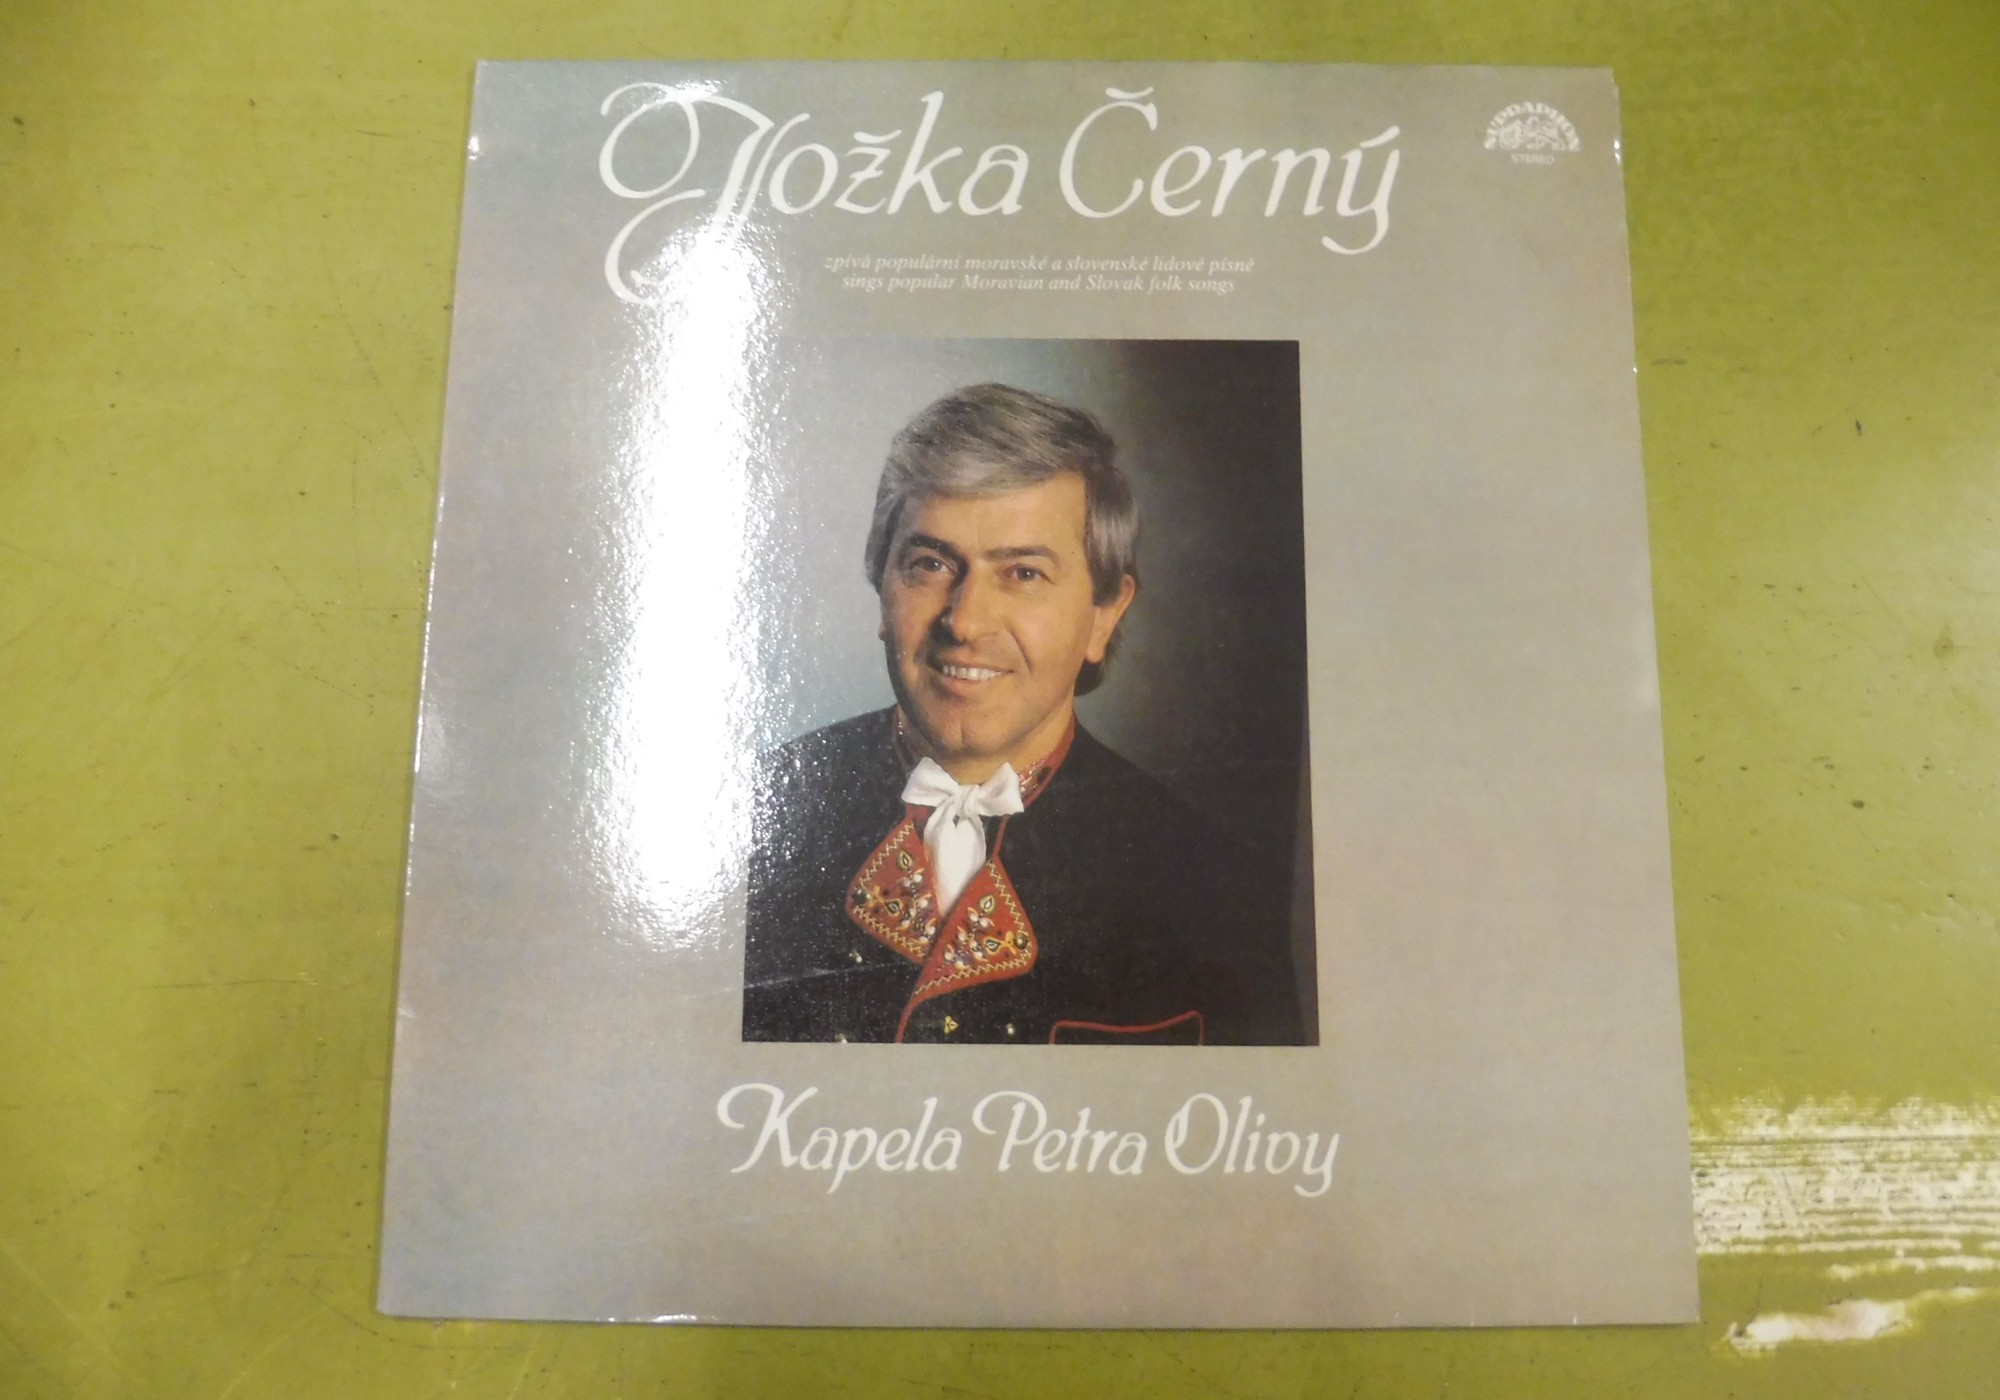 Jožka Černý
SUPRAPHON
STEREO
zpívá populární moravské a slovenské lidové písně
sings popular Moravian and Slovak folk songs
Kapela Petra Olivy